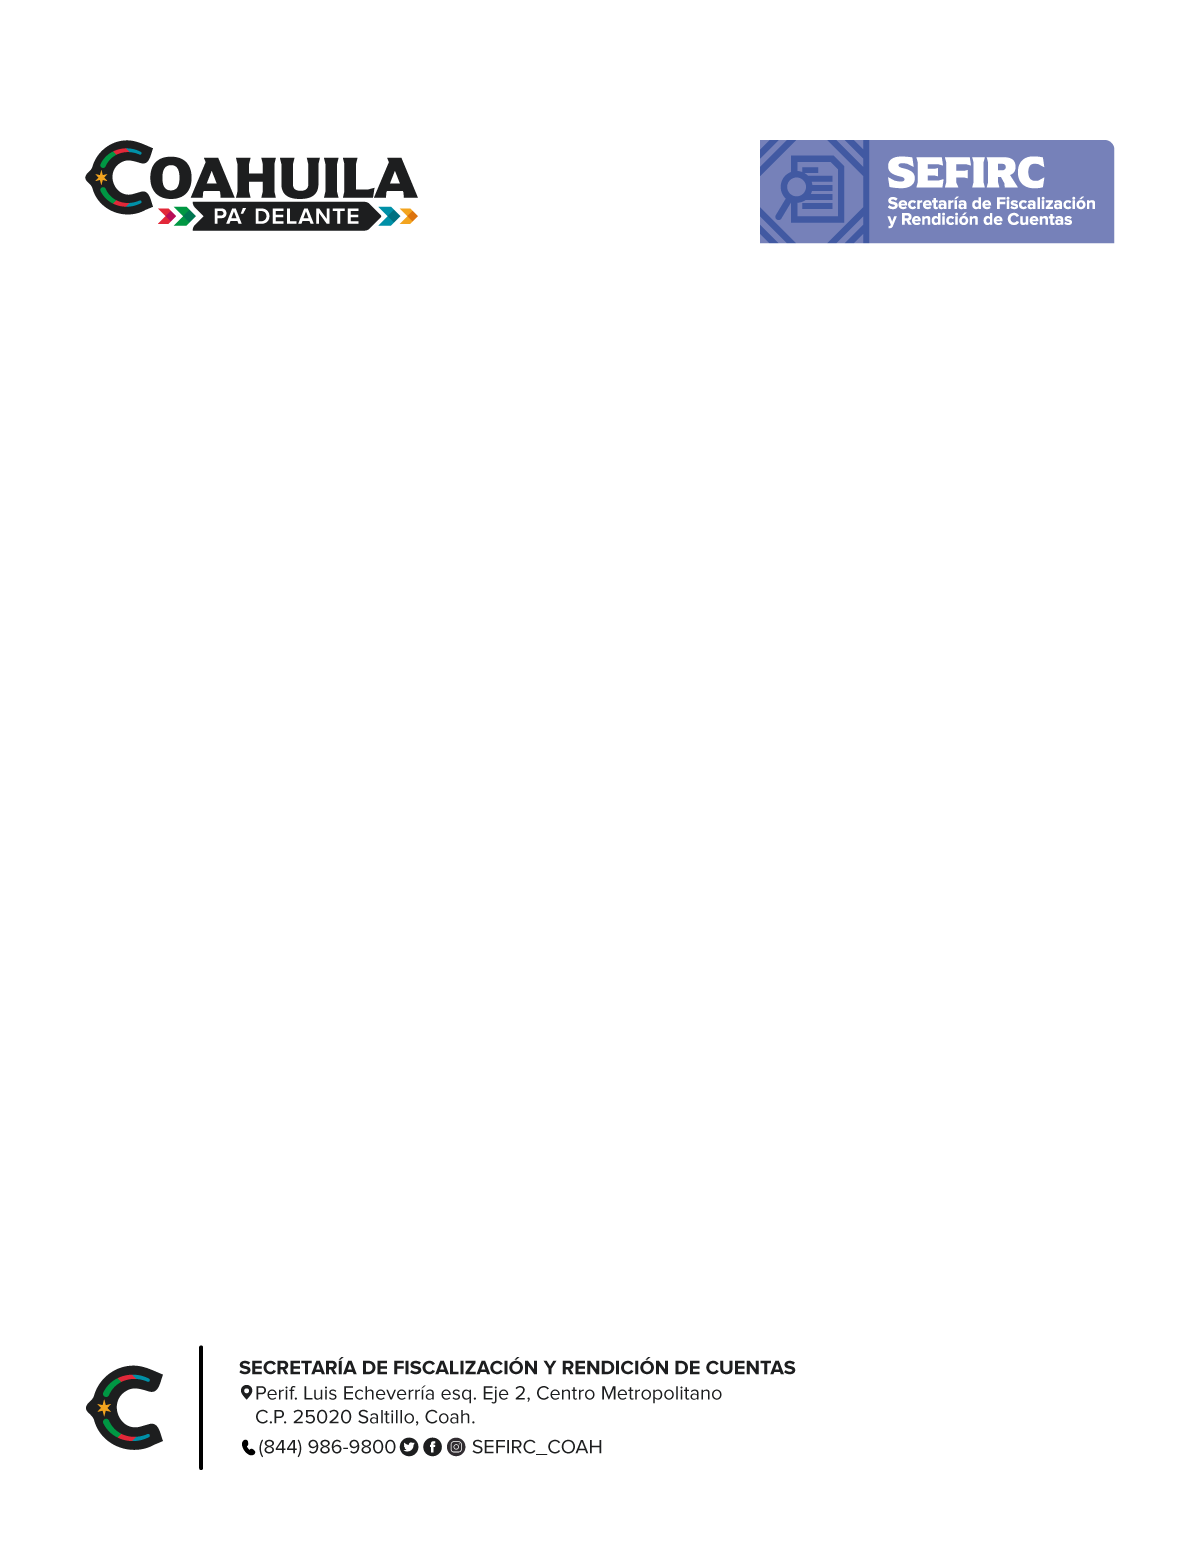 COAHUILA
PA' DELANTE
SEFIRC
Secretaría de Fiscalización
y Rendición de Cuentas
SECRETARÍA DE FISCALIZACIÓN Y RENDICIÓN DE CUENTAS
Perif. Luis Echeverría esq. Eje 2, Centro Metropolitano
C.P. 25020 Saltillo, Coah.
(844) 986-9800 SEFIRC_COAH